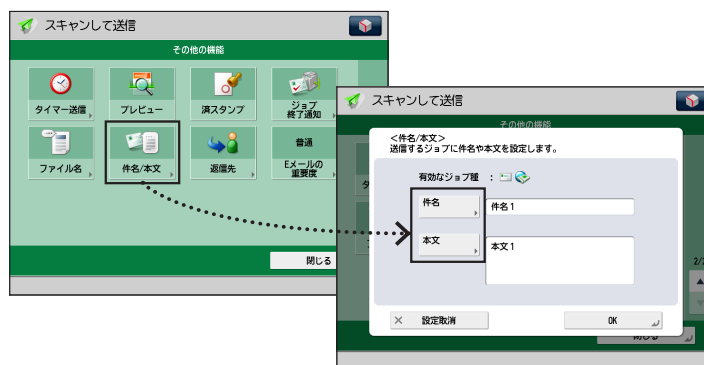 スキャンして送信
その他の機能
タイマー送信
プレビュー
済スタンプ
ジョブ
終了通知
ファイル名
件名/本文
返信先
普通
Eメールの
重要度
閉じる
スキャンして送信
その他の機能
<件名/本文>
送信するジョブに件名や本文を設定します。
有効なジョブ種 :
件名
件名1
本文
本文1
2/2
× 設定取消
OK
閉じる